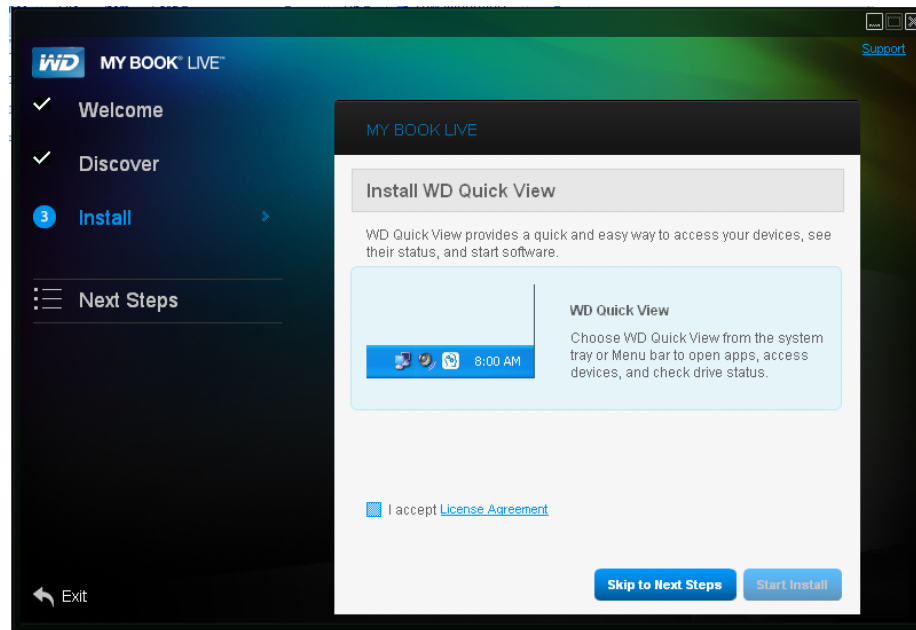 Support
WD MY BOOK® LIVE™
Welcome
Discover
3 Install
Next Steps
Exit
MY BOOK LIVE
Install WD Quick View
WD Quick View provides a quick and easy way to access your devices, see
their status, and start software.
8:00 AM
WD Quick View
Choose WD Quick View from the system
tray or Menu bar to open apps, access
devices, and check drive status.
I accept License Agreement
Skip to Next Steps
Start Install